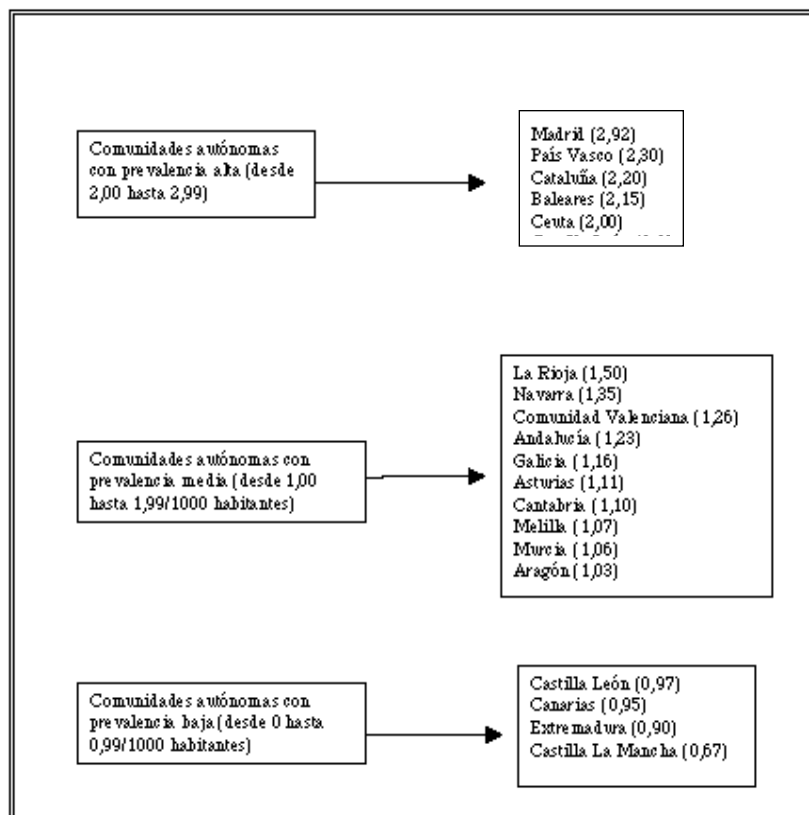 Comunidades autónomas
con prevalencia alta (desde
2,00 hasta 2,99)
Madrid (2,92)
País Vasco (2,30)
Cataluña (2,20)
Baleares (2,15)
Ceuta (2,00)
Comunidades autónomas con
prevalencia media (desde 1,00
hasta 1,99/1000 habitantes)
La Rioja (1,50)
Navarra (1,35)
Comunidad Valenciana (1,26)
Andalucía (1,23)
Galicia (1,16)
Asturias (1,11)
Cantabria (1,10)
Melilla (1,07)
Murcia (1,06)
Aragón (1,03)
Comunidades autónomas con
prevalencia baja (desde 0 hasta
0,99/1000 habitantes)
Castilla León (0,97)
Canarias (0,95)
Extremadura (0,90)
Castilla La Mancha (0,67)